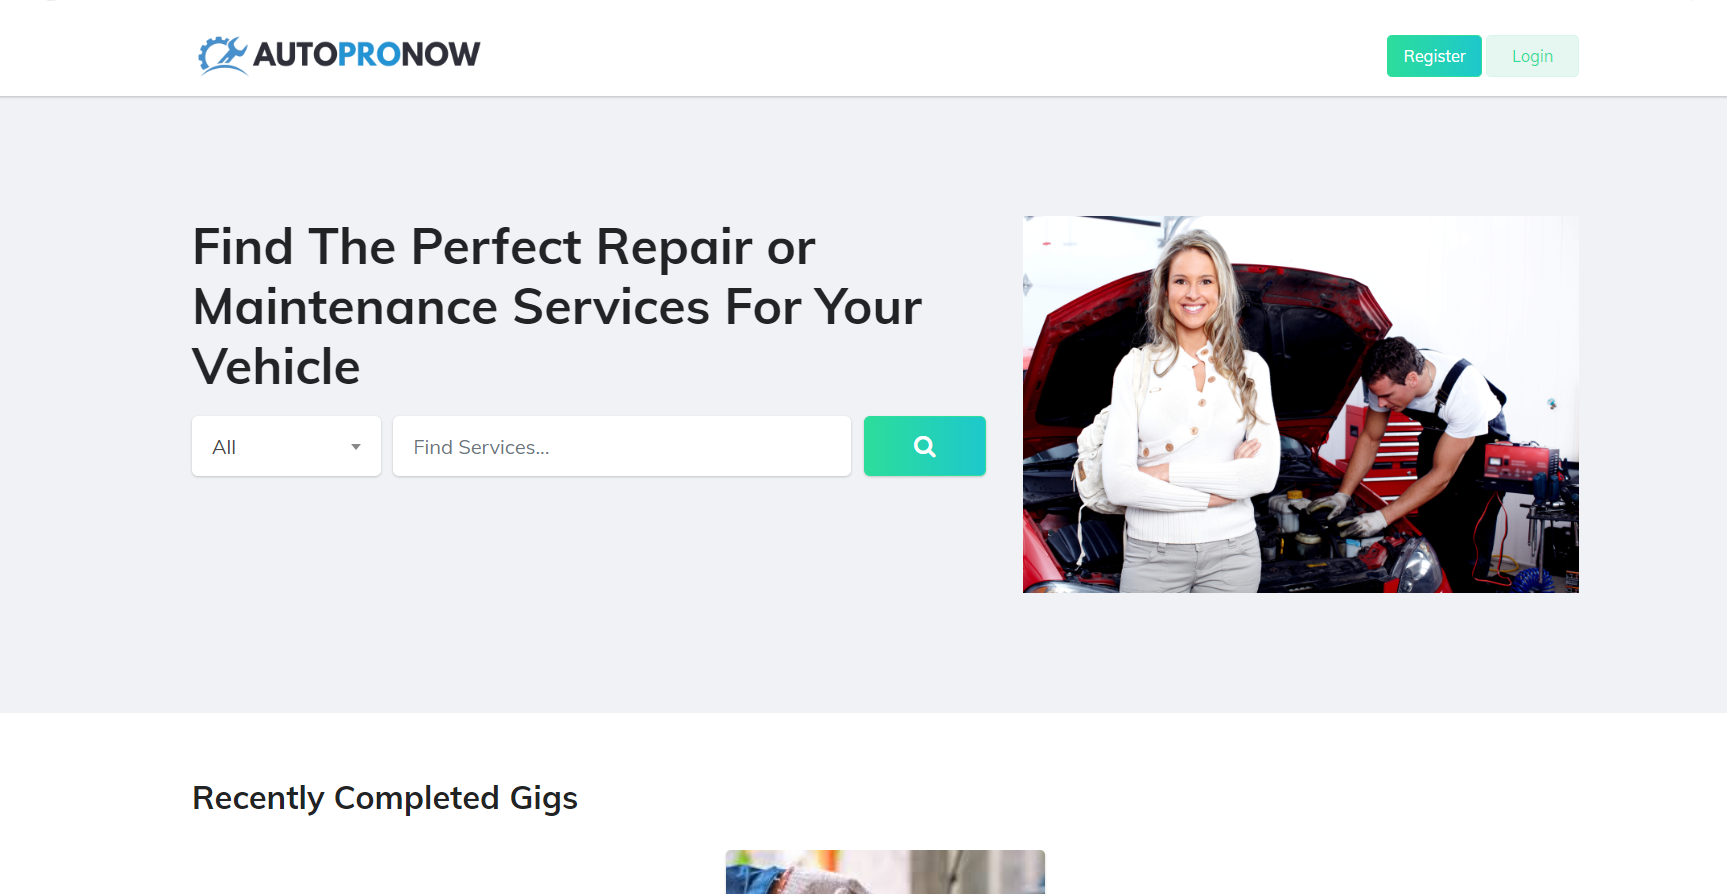 AUTOPRONOW
Register
Login
Find The Perfect Repair or
Maintenance Services For Your
Vehicle
All
Find Services...
Recently Completed Gigs